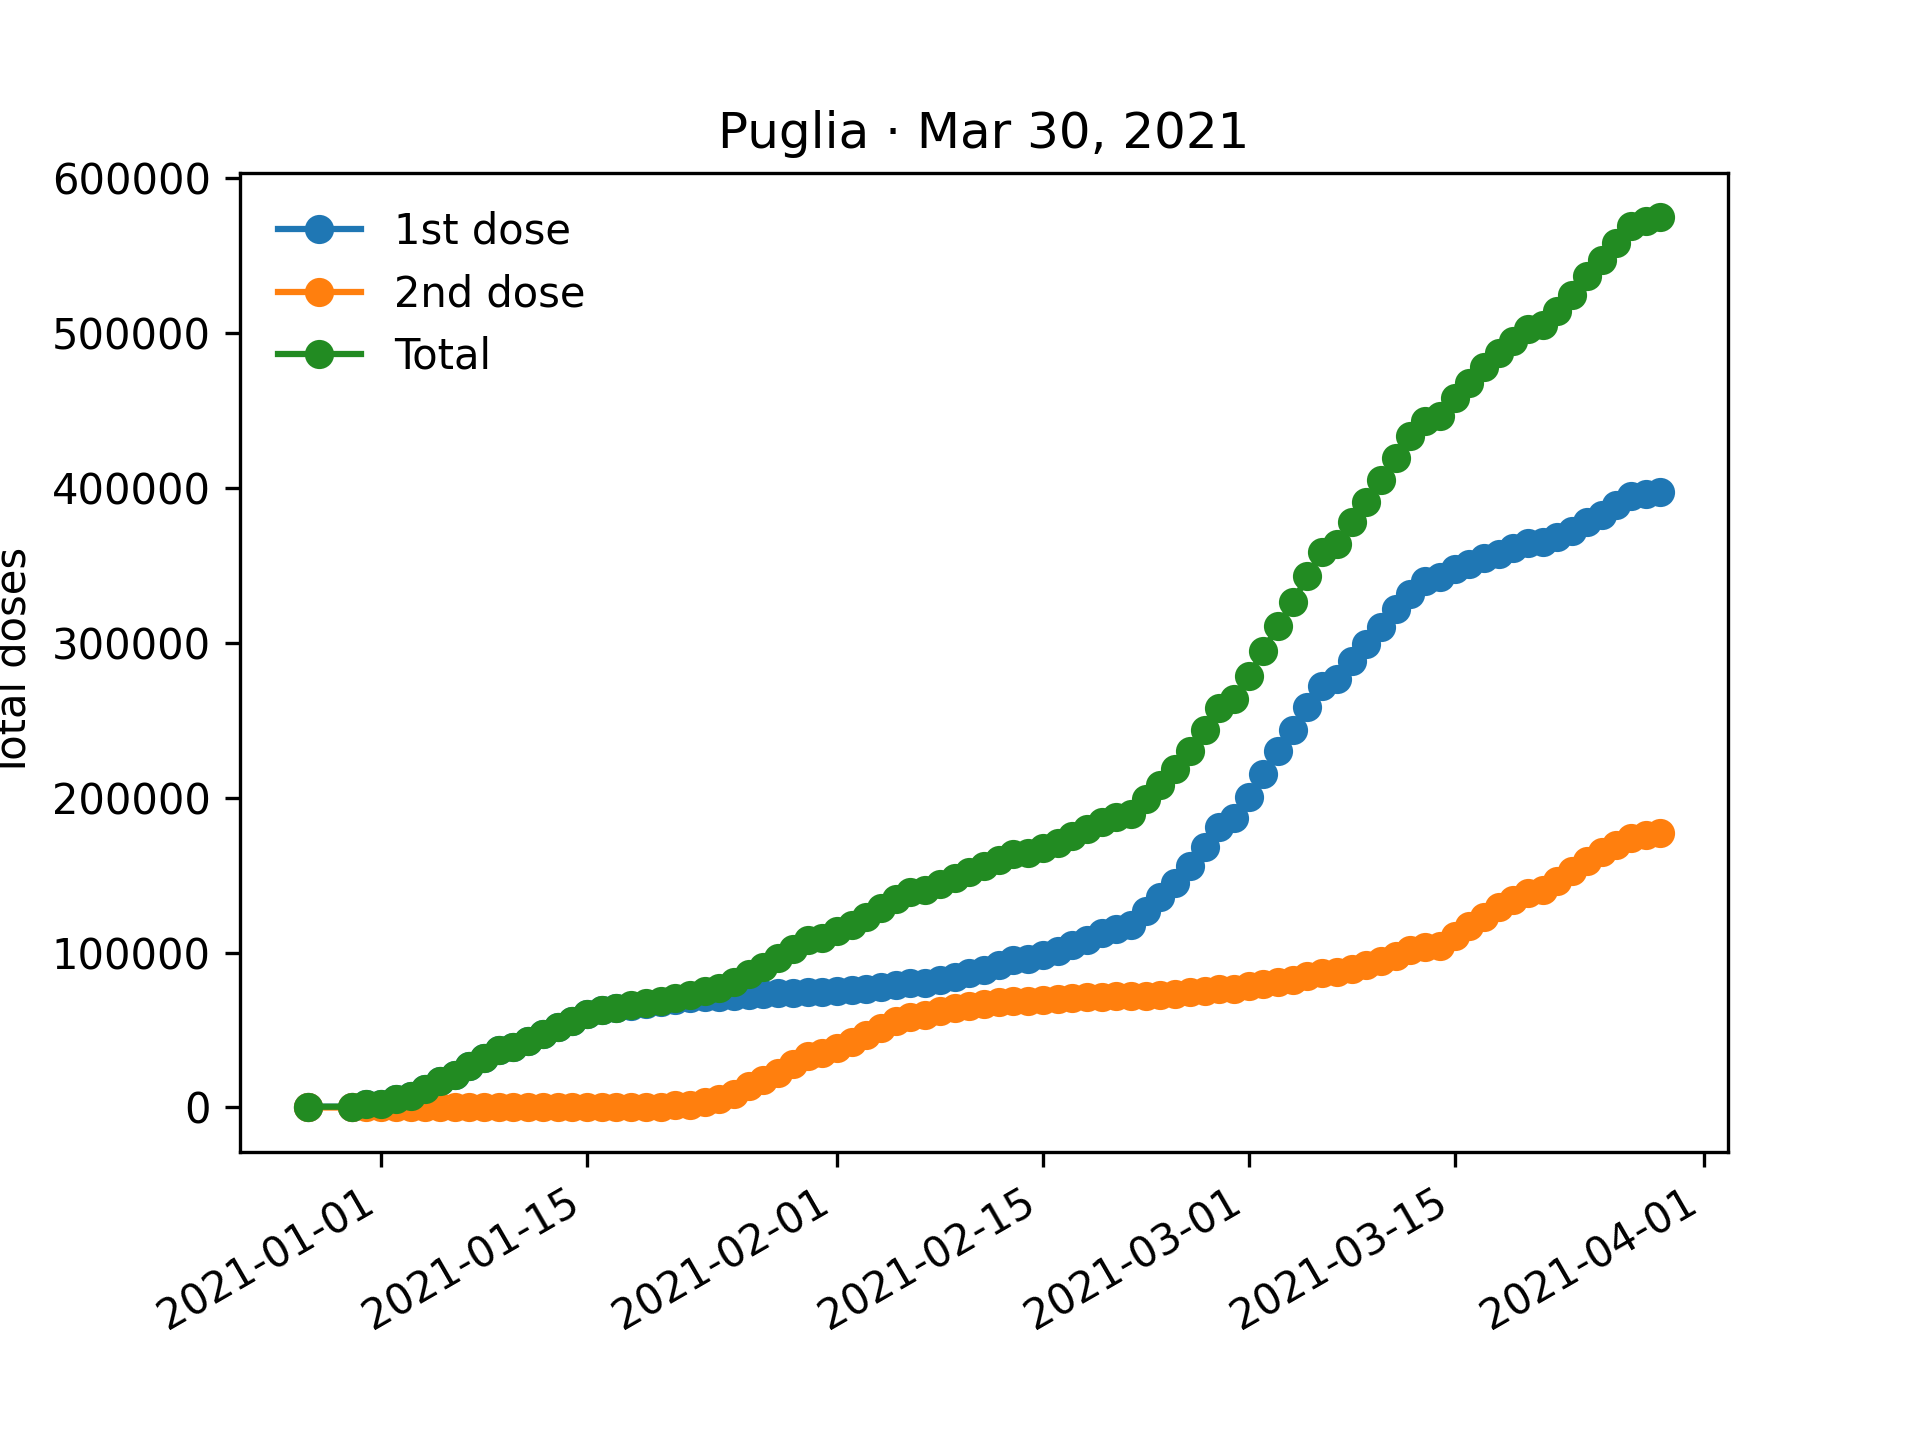 Puglia · Mar 30, 2021
600000
500000
400000
300000
200000
100000
0
Total doses
1st dose
2nd dose
Total
2021-01-01
2021-01-15
2021-02-01
2021-02-15
2021-03-01
2021-03-15
2021-04-01